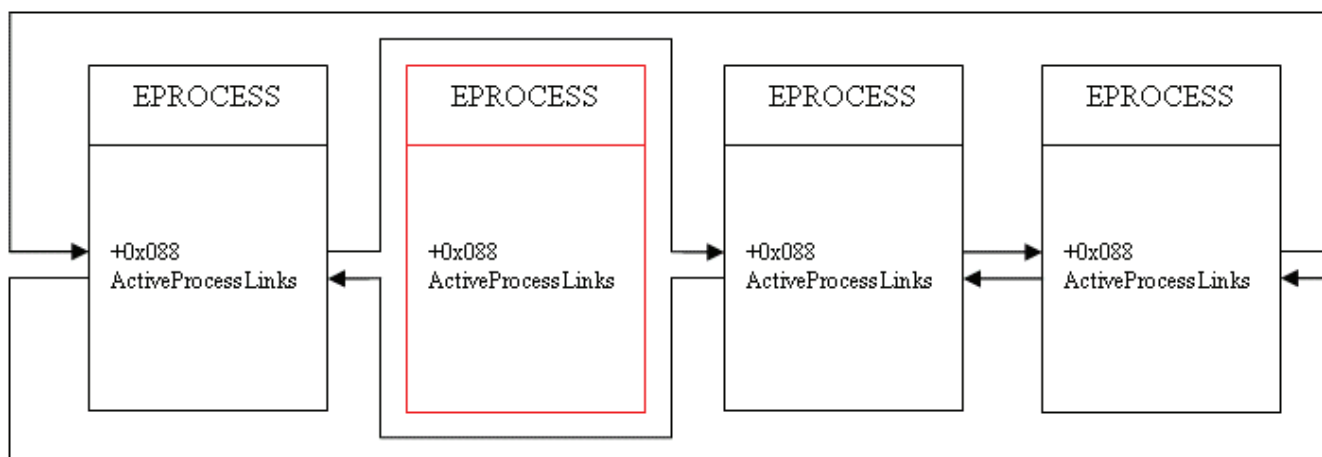 EPROCESS EPROCESS EPROCESS EPROCESS
+0x088 +0x088 +0x088 +0x088
ActiveProcessLinks ActiveProcessLinks ActiveProcessLinks ActiveProcessLinks